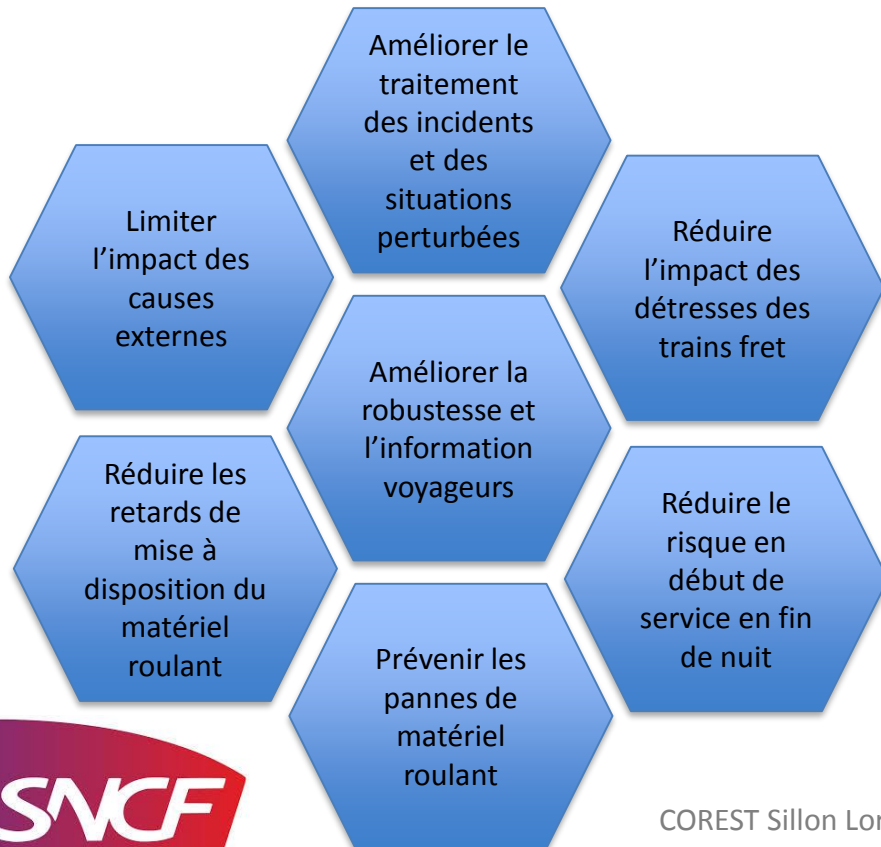 Améliorer le
traitement
des incidents
et des
situations
perturbées
Limiter
l’impact des
causes
externes
Réduire
l’impact des
détresses des
trains fret
Améliorer la
robustesse et
l’information
voyageurs
Réduire les
retards de
mise à
disposition du
matériel
roulant
Réduire le
risque en
début de
service en fin
de nuit
Prévenir les
pannes de
matériel
roulant
SNCF
COREST Sillon Lor